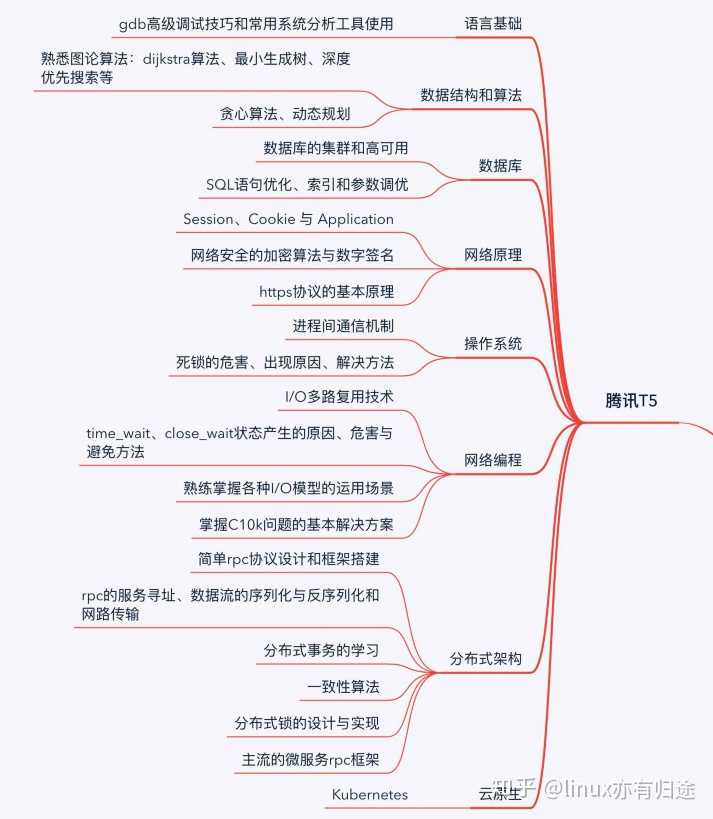 gdb高级调试技巧和常用系统分析工具使用
语言基础
熟悉图论算法：dijkstra算法、最小生成树、深度
优先搜索等
数据结构和算法
贪心算法、动态规划
数据库的集群和高可用
数据库
SQL语句优化、索引和参数调优
Session、Cookie 与 Application
网络原理
网络安全的加密算法与数字签名
https协议的基本原理
进程间通信机制
操作系统
死锁的危害、出现原因、解决方法
I/O多路复用技术
腾讯T5
time_wait、close_wait状态产生的原因、危害与
避免方法
网络编程
熟练掌握各种I/O模型的运用场景
掌握C10k问题的基本解决方案
简单rpc协议设计和框架搭建
rpc的服务寻址、数据流的序列化与反序列化和
网路传输
分布式事务的学习
分布式架构
一致性算法
分布式锁的设计与实现
主流的微服务rpc框架
Kubernetes
云原生
知乎 @linux亦有归途